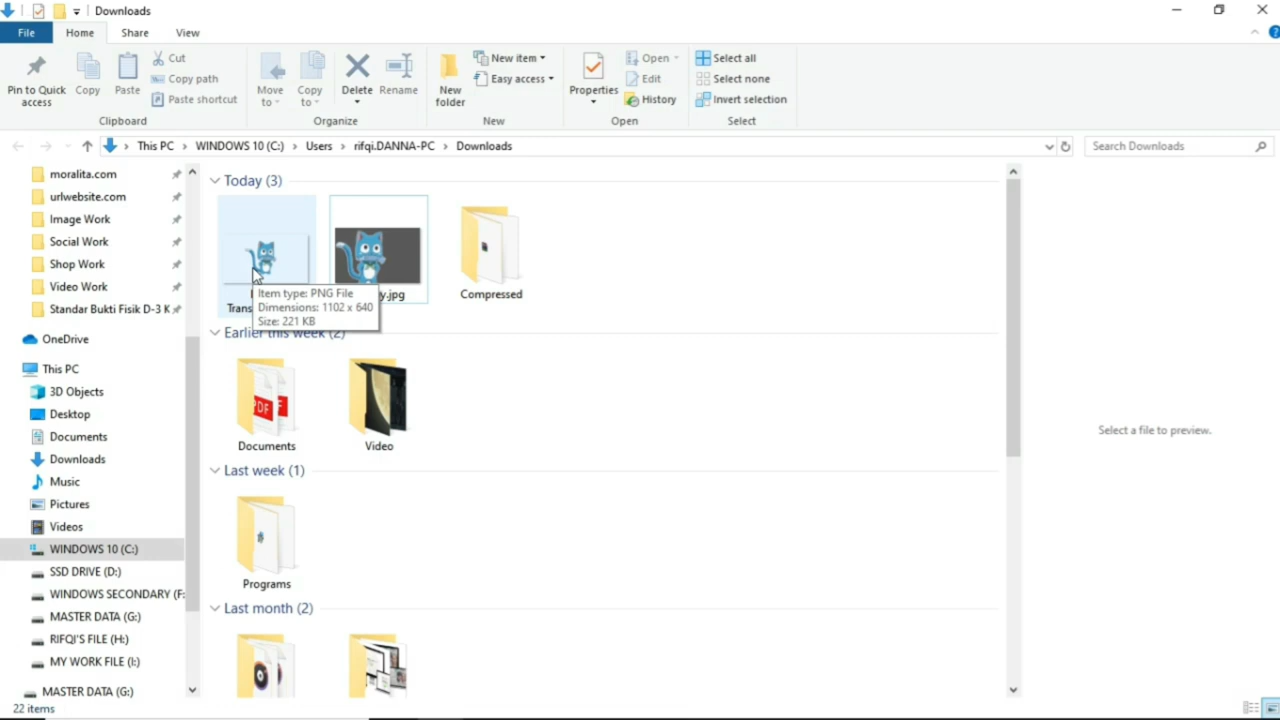 Downloads
File Home Share View
Pin to Quick access
Copy
Paste
Cut
Copy path
Paste shortcut
Clipboard
Move to
Copy to
Delete
Rename
Organize
New folder
New item
Easy access
New
Properties
Open
Edit
History
Open
Select all
Select none
Invert selection
Select
This PC › WINDOWS 10 (C:) › Users › rifqi.DANNA-PC › Downloads
Search Downloads
moralita.com
urlwebsite.com
Image Work
Social Work
Shop Work
Video Work
Standar Bukti Fisik D-3 K
OneDrive
This PC
3D Objects
Desktop
Documents
Downloads
Music
Pictures
Videos
WINDOWS 10 (C:)
SSD DRIVE (D:)
WINDOWS SECONDARY (F:
MASTER DATA (G:)
RIFQI'S FILE (H:)
MY WORK FILE (I:)
MASTER DATA (G:)
22 items
Today (3)
Trans
y.jpg
Compressed
Item type: PNG File
Dimensions: 1102 x 640
Size: 221 KB
Earlier this week (2)
PDF
Documents
Video
Last week (1)
Programs
Last month (2)
Select a file to preview.